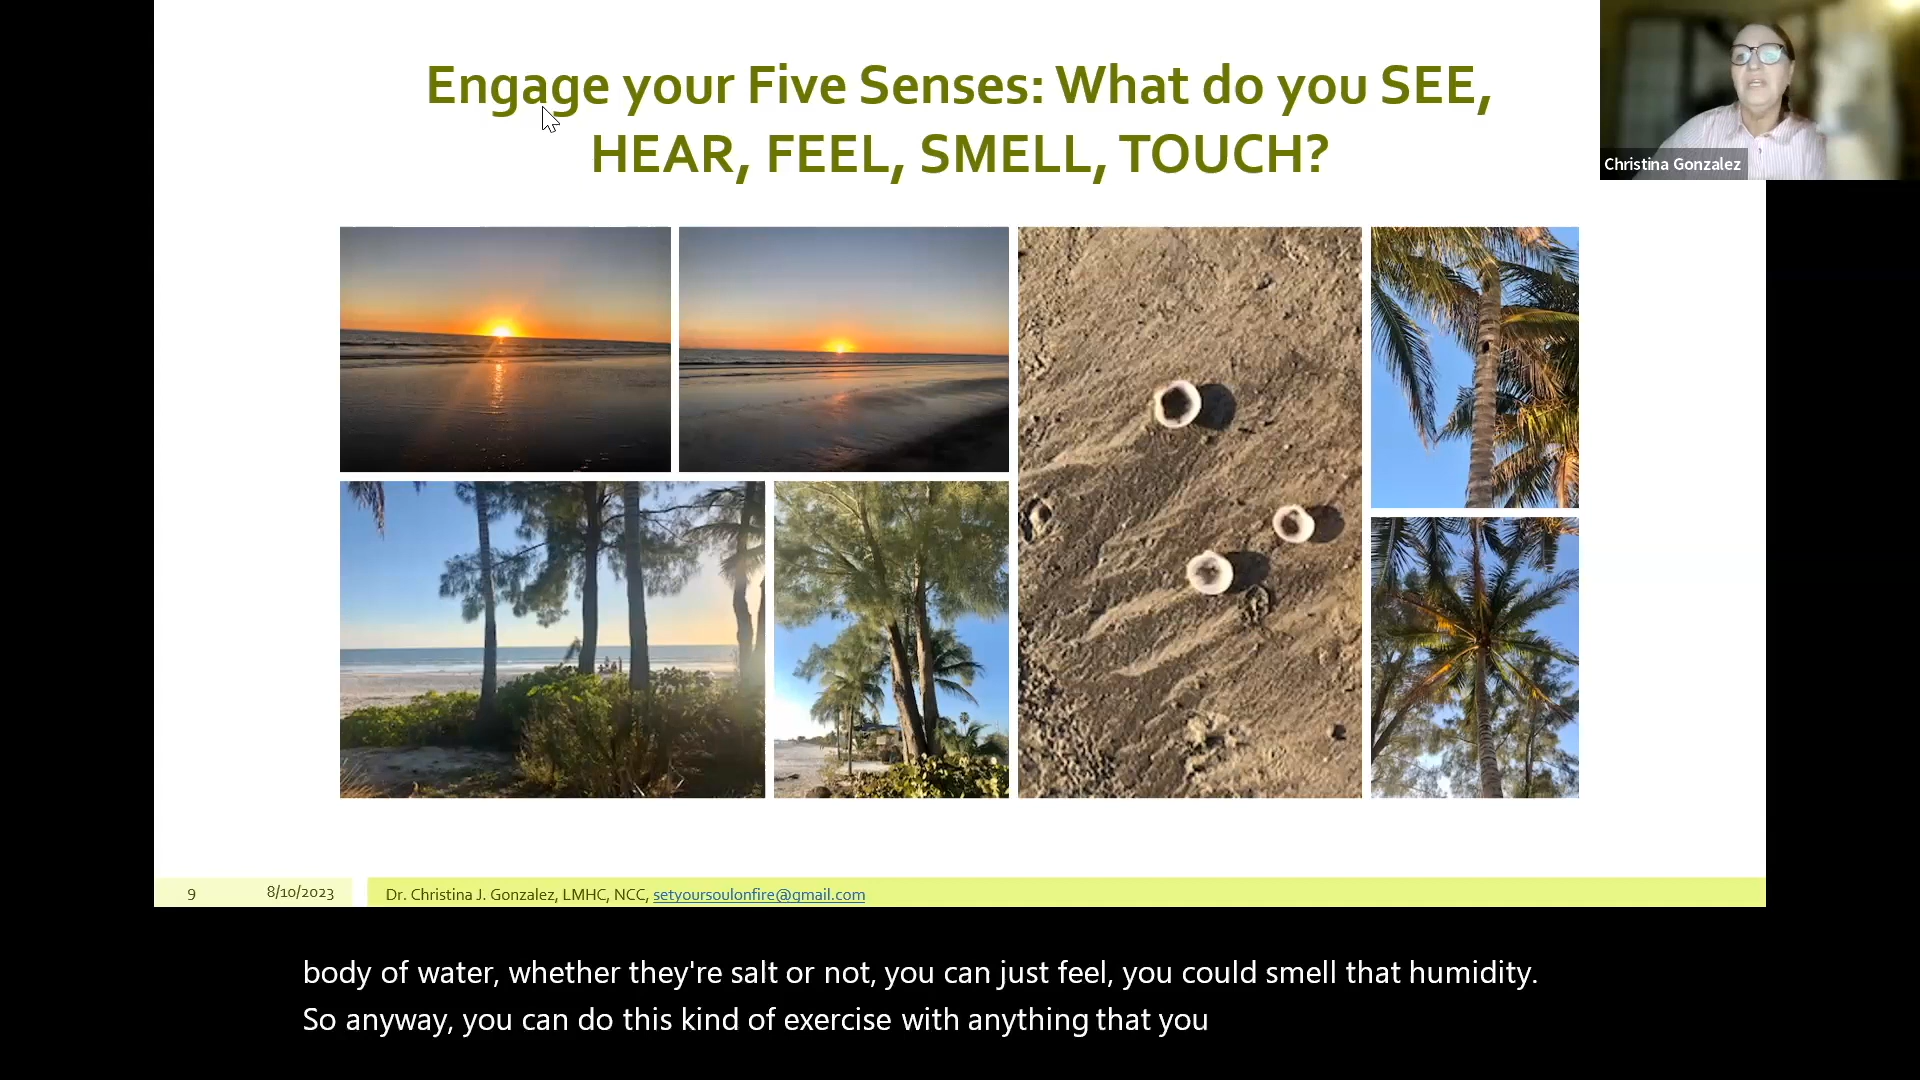 Engage your Five Senses: What do you SEE,
HEAR, FEEL, SMELL, TOUCH?
Christina Gonzalez
9
8/10/2023
Dr. Christina J. Gonzalez, LMHC, NCC, setyoursoulonfire@gmail.com
body of water, whether they're salt or not, you can just feel, you could smell that humidity.
So anyway, you can do this kind of exercise with anything that you